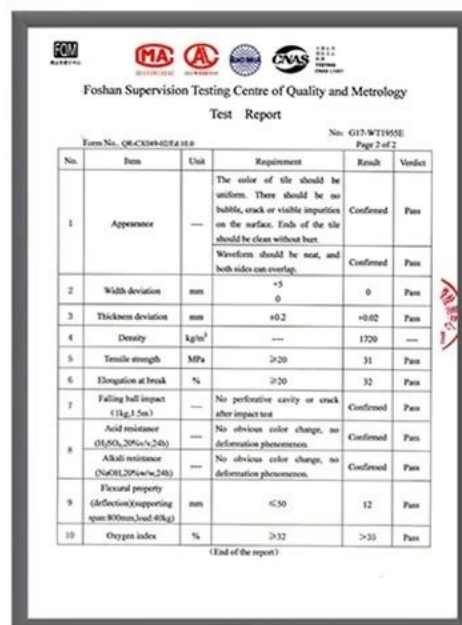 FQM
MA
CNAS
Foshan Supervision Testing Centre of Quality and Metrology
Test Report
No: G17-WT1955E
Form No.. QR-CX049-02/Ed 10.0 Page 2 of 2
No. Item Unit Requirement Result Verdict
1 Appearance —— The color of tile should be uniform. There should be no bubble, crack or visible impurities on the surface. Ends of the tile should be clean without burr. Confirmed Pass
Waveform should be neat, and both sides can overlap. Confirmed Pass
2 Width deviation mm +5 0 0 Pass
3 Thickness deviation mm ±0.2 +0.02 Pass
4 Density kg/m³ —— 1720 ——
5 Tensile strength MPa ≥20 31 Pass
6 Elongation at break % ≥20 32 Pass
7 Falling ball impact (1kg,1.5m) —— No perforative cavity or crack after impact test Confirmed Pass
8 Acid resistance (H₂SO₄,20%v/v,24h) —— No obvious color change, no deformation phenomenon. Confirmed Pass
Alkali resistance (NaOH,20%w/w,24h) —— No obvious color change, no deformation phenomenon. Confirmed Pass
9 Flexural property (deflection)(supporting span:800mm,load:40kg) mm ≤50 12 Pass
10 Oxygen index % ≥32 >35 Pass
(End of the report)